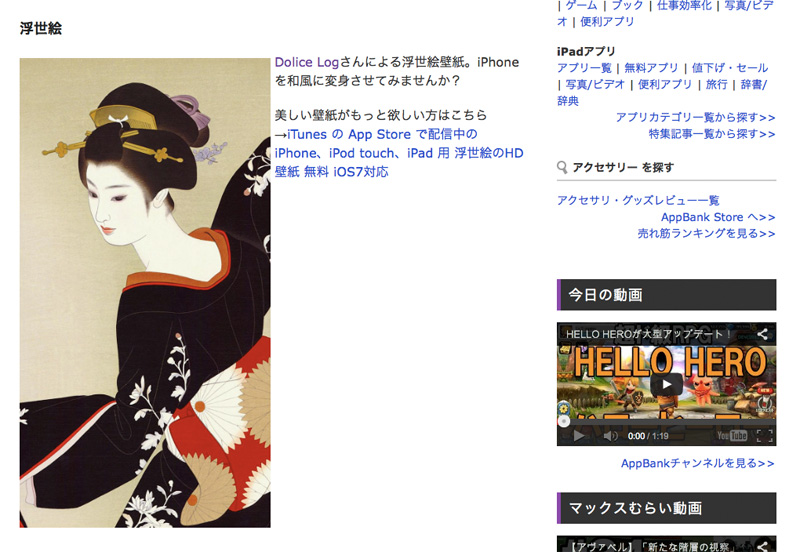 浮世絵
Dolice Logさんによる浮世絵壁紙。iPhone
を和風に変身させてみませんか？
美しい壁紙がもっと欲しい方はこちら
→iTunes の App Store で配信中の
iPhone、iPod touch、iPad 用 浮世絵のHD
壁紙 無料 iOS7対応
| ゲーム | ブック | 仕事効率化 | 写真/ビデ
オ | 便利アプリ
iPadアプリ
アプリ一覧 | 無料アプリ | 値下げ・セール
| 写真/ビデオ | 便利アプリ | 旅行 | 辞書/
辞典
アプリカテゴリ一覧から探す>>
特集記事一覧から探す>>
アクセサリー を探す
アクセサリ・グッズレビュー一覧
AppBank Store へ>>
売れ筋ランキングを見る>>
今日の動画
HELLO HEROが大型アップデート！
HELLO HERO
0:00 / 1:19
YouTube
AppBankチャンネルを見る>>
マックスむらい動画
【アヴァベル】「新たな階層の視察」